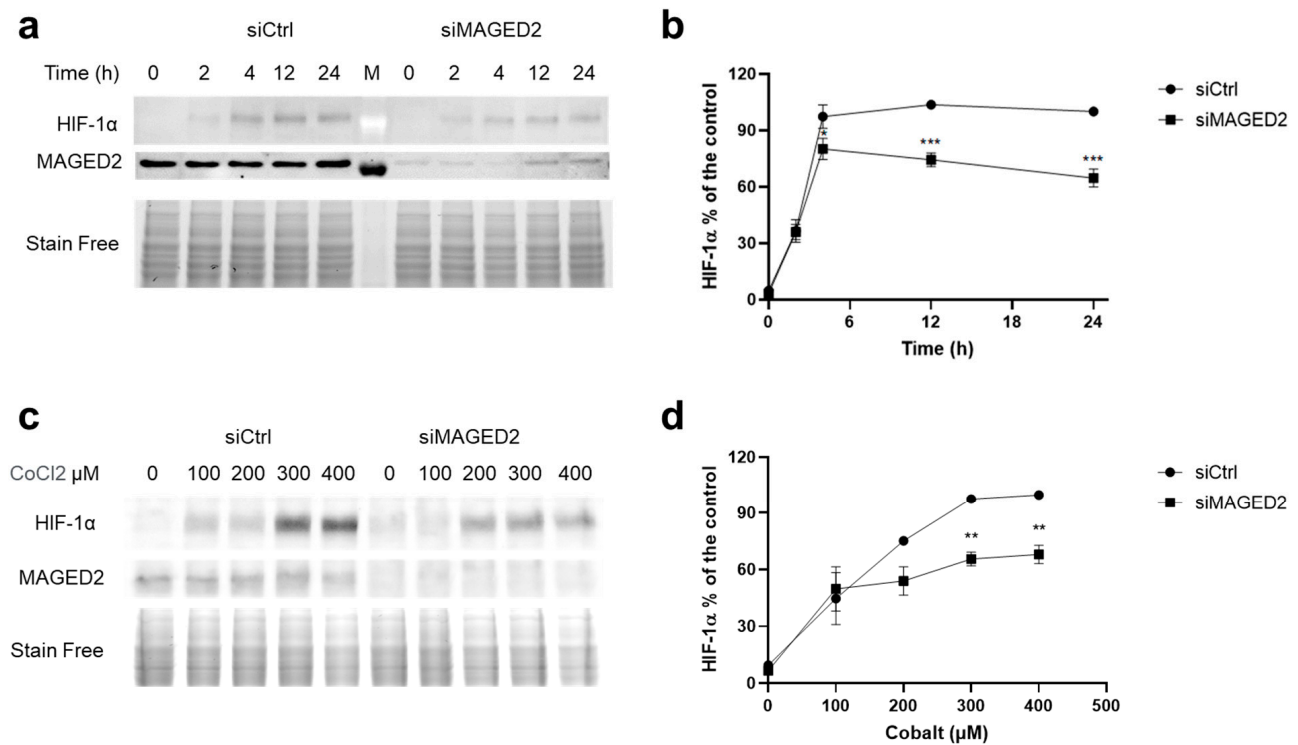 a
siCtrl siMAGED2
Time (h) 0 2 4 12 24 M 0 2 4 12 24
HIF-1α
MAGED2
Stain Free
b
siCtrl
siMAGED2
HIF-1α % of the control
120
90
60
30
0
* *** ***
0 6 12 18 24
Time (h)
c
siCtrl siMAGED2
CoCl2 µM 0 100 200 300 400 0 100 200 300 400
HIF-1α
MAGED2
Stain Free
d
siCtrl
siMAGED2
HIF-1α % of the control
120
90
60
30
0
** **
0 100 200 300 400 500
Cobalt (µM)